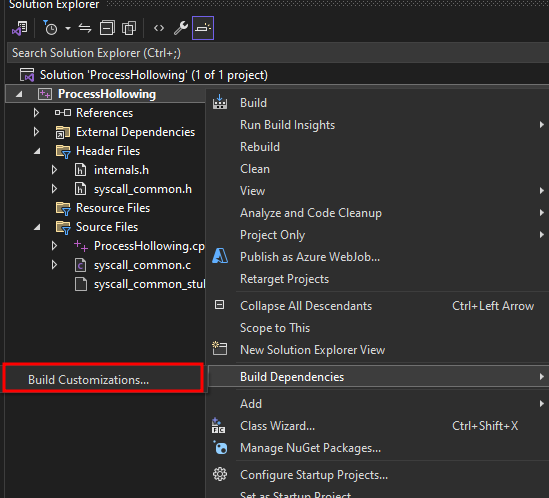 Solution Explorer
Search Solution Explorer (Ctrl+;)
Solution 'ProcessHollowing' (1 of 1 project)
ProcessHollowing
References
External Dependencies
Header Files
internals.h
syscall_common.h
Resource Files
Source Files
ProcessHollowing.cp
syscall_common.c
syscall_common_stu
Build
Run Build Insights
Rebuild
Clean
View
Analyze and Code Cleanup
Project Only
Publish as Azure WebJob...
Retarget Projects
Collapse All Descendants Ctrl+Left Arrow
Scope to This
New Solution Explorer View
Build Customizations...
Build Dependencies
Add
Class Wizard... Ctrl+Shift+X
Manage NuGet Packages...
Configure Startup Projects...
Set as Startup Project